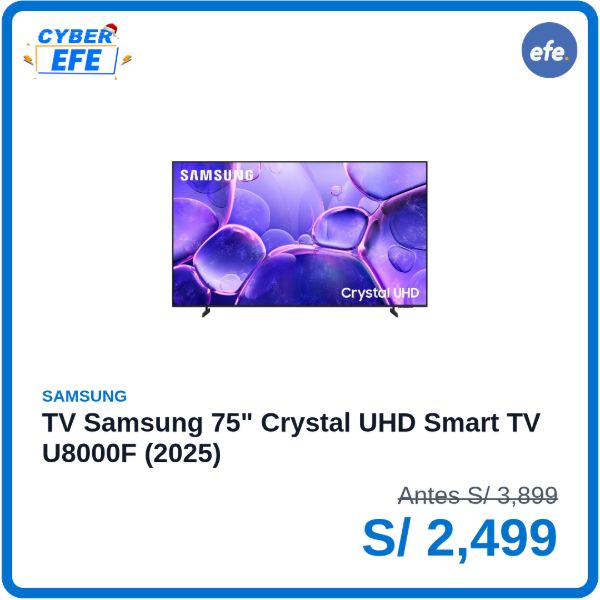 CYBER
EFE
efe.
SAMSUNG
Crystal UHD
SAMSUNG
TV Samsung 75" Crystal UHD Smart TV
U8000F (2025)
Antes S/ 3,899
S/ 2,499